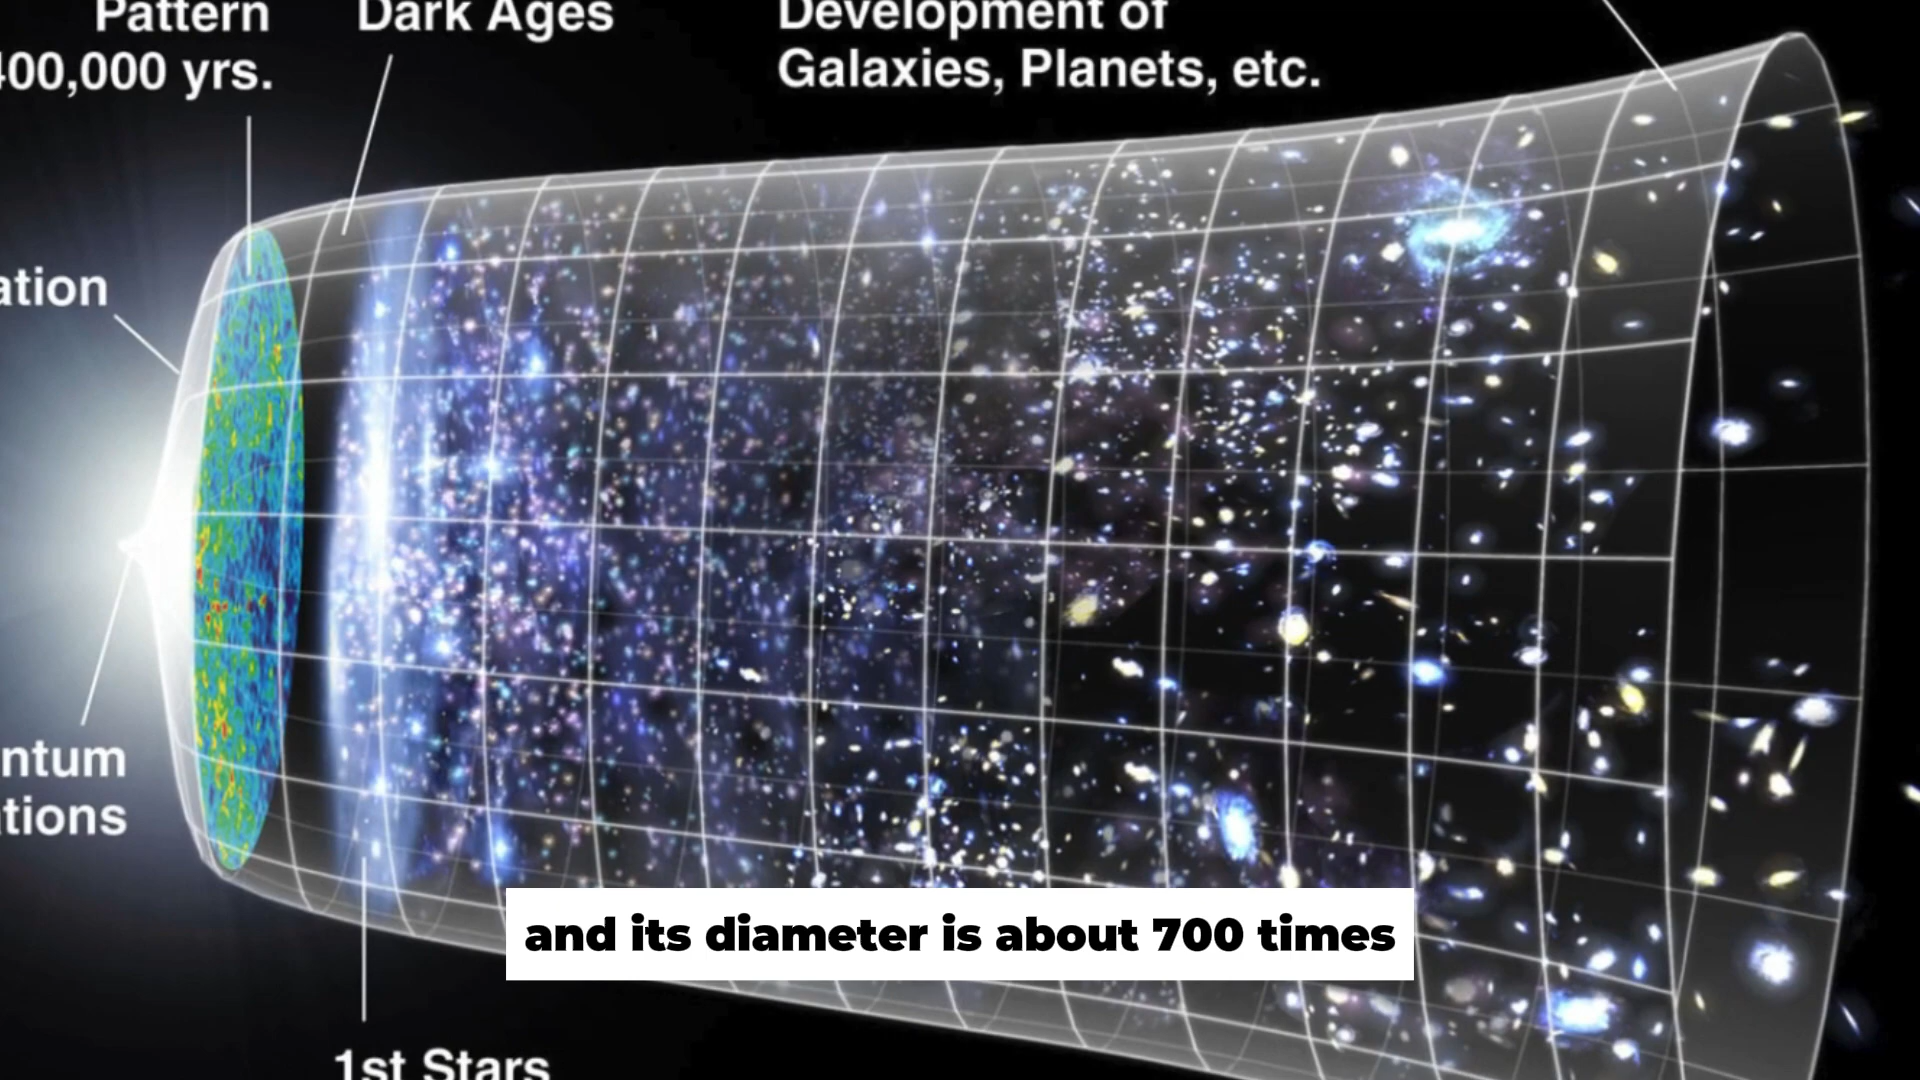 Pattern
400,000 yrs.
Dark Ages
Development of
Galaxies, Planets, etc.
ation
ntum
tions
1st Stars
and its diameter is about 700 times